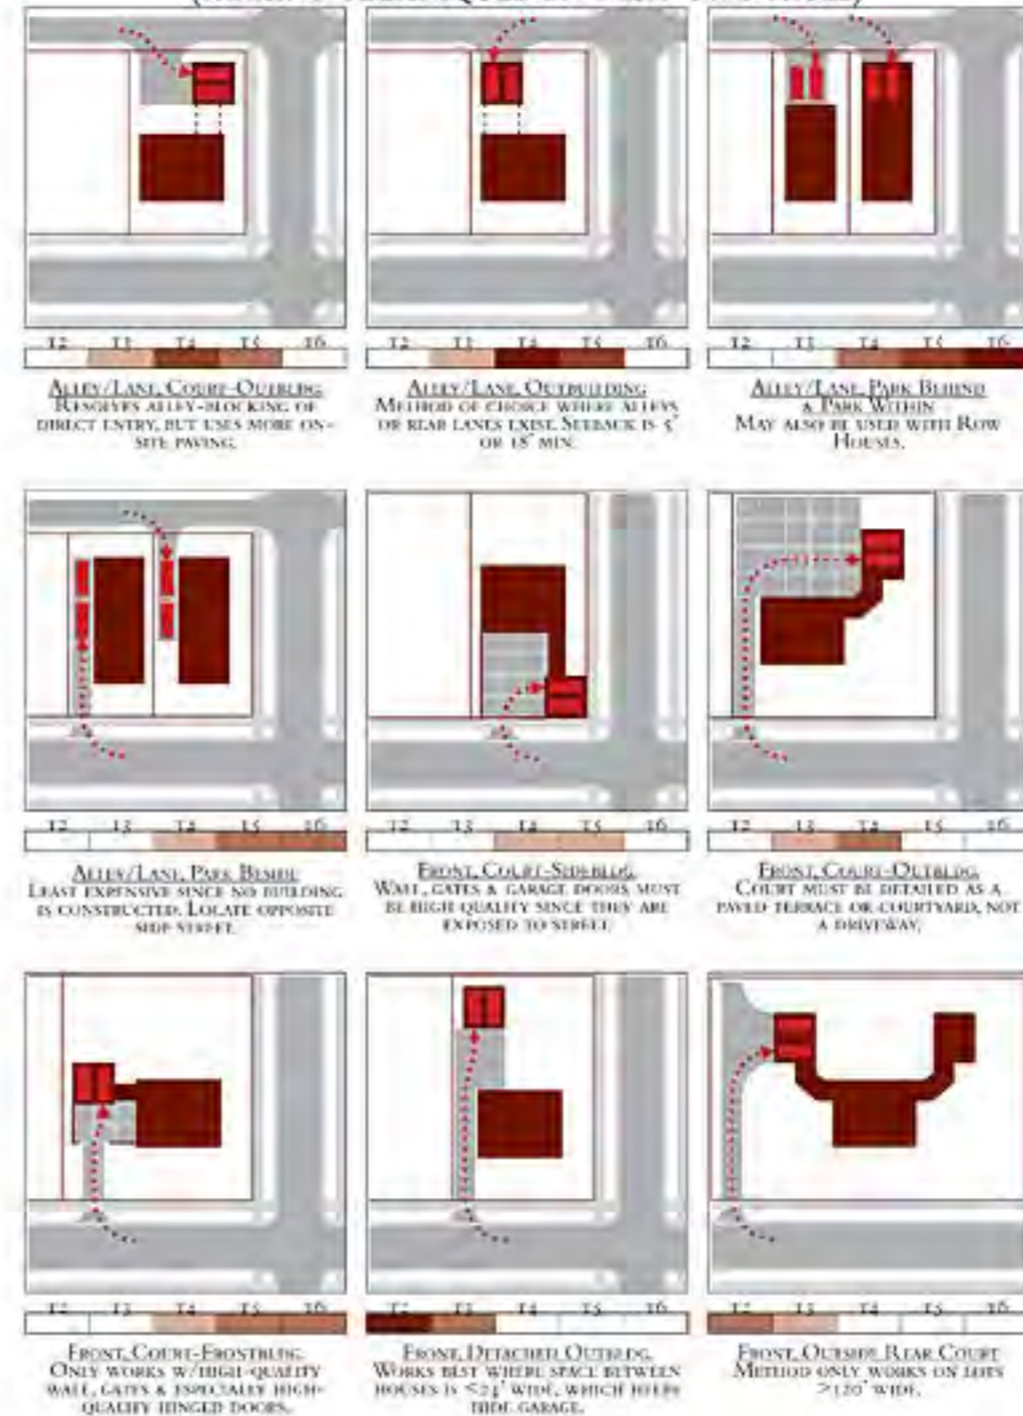 T2 T3 T4 T5 T6
T2 T3 T4 T5 T6
T2 T3 T4 T5 T6
ALLEY/LANE, COURT-OUTBLDG.
RESOLVES ALLEY-BLOCKING OF
DIRECT ENTRY, BUT USES MORE ON-
SITE PAVING.
ALLEY/LANE, OUTBUILDING
METHOD OF CHOICE WHERE ALLEYS
OR REAR LANES EXIST. SETBACK IS 5'
OR 18' MIN.
ALLEY/LANE, PARK BEHIND
& PARK WITHIN
MAY ALSO BE USED WITH ROW
HOUSES.
T2 T3 T4 T5 T6
T2 T3 T4 T5 T6
T2 T3 T4 T5 T6
ALLEY/LANE, PARK BESIDE
LEAST EXPENSIVE SINCE NO BUILDING
IS CONSTRUCTED. LOCATE OPPOSITE
SIDE STREET.
FRONT, COURT-SIDEBLDG.
WALL, GATES & GARAGE DOORS MUST
BE HIGH QUALITY SINCE THEY ARE
EXPOSED TO STREET.
FRONT, COURT-OUTBLDG.
COURT MUST BE DETAILED AS A
PAVED TERRACE OR COURTYARD, NOT
A DRIVEWAY.
T2 T3 T4 T5 T6
T2 T3 T4 T5 T6
T2 T3 T4 T5 T6
FRONT, COURT-FRONTBLDG.
ONLY WORKS W/HIGH-QUALITY
WALL, GATES & ESPECIALLY HIGH-
QUALITY HINGED DOORS.
FRONT, DETACHED OUTBLDG.
WORKS BEST WHERE SPACE BETWEEN
HOUSES IS <24' WIDE, WHICH HELPS
HIDE GARAGE.
FRONT, OUTSIDE REAR COURT
METHOD ONLY WORKS ON LOTS
>120' WIDE.